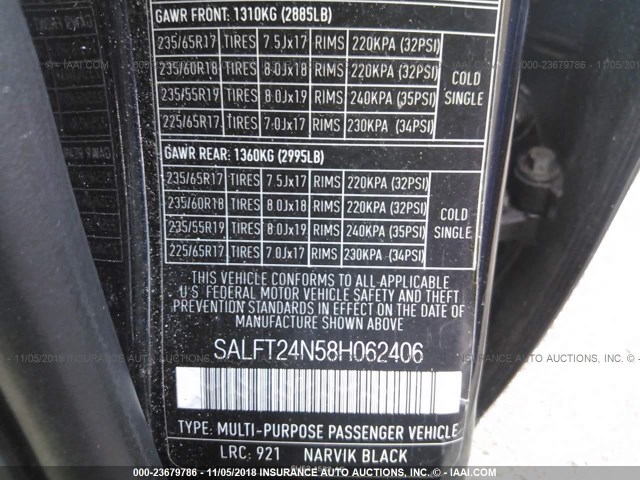 GAWR FRONT: 1310KG (2885LB)
235/65R17 TIRES 7.5Jx17 RIMS 220KPA (32PSI)
235/60R18 TIRES 8.0Jx18 RIMS 220KPA (32PSI)
235/55R19 TIRES 8.0Jx19 RIMS 240KPA (35PSI)
225/65R17 TIRES 7.0Jx17 RIMS 230KPA (34PSI)
COLD
SINGLE
GAWR REAR: 1360KG (2995LB)
235/65R17 TIRES 7.5Jx17 RIMS 220KPA (32PSI)
235/60R18 TIRES 8.0Jx18 RIMS 220KPA (32PSI)
235/55R19 TIRES 8.0Jx19 RIMS 240KPA (35PSI)
225/65R17 TIRES 7.0Jx17 RIMS 230KPA (34PSI)
COLD
SINGLE
THIS VEHICLE CONFORMS TO ALL APPLICABLE
U.S. FEDERAL MOTOR VEHICLE SAFETY AND THEFT
PREVENTION STANDARDS IN EFFECT ON THE DATE
OF MANUFACTURE SHOWN ABOVE
SALFT24N58H062406
TYPE: MULTI-PURPOSE PASSENGER VEHICLE
LRC: 921 NARVIK BLACK
000-23679786 - 11/05/2018 - IAAI.COM - © IAAI.COM